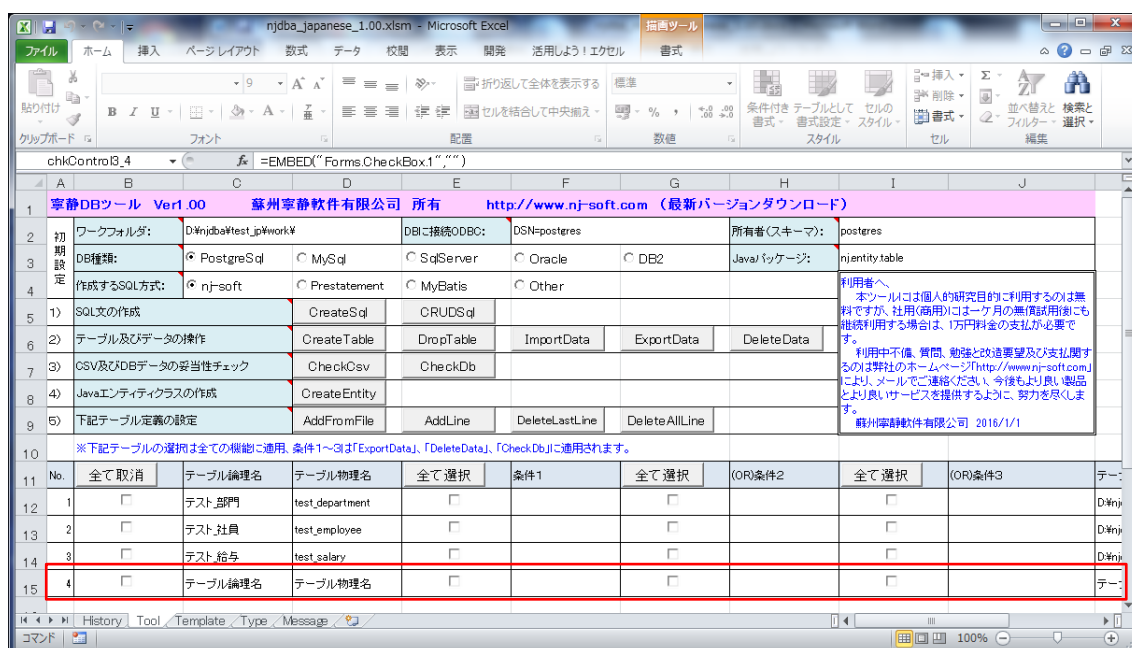 njdba_japanese_1.00.xlsm - Microsoft Excel
描画ツール
ファイル ホーム 挿入 ページ レイアウト 数式 データ 校閲 表示 開発 活用しよう!エクセル 書式
貼り付け
9
折り返して全体を表示する
標準
セルを結合して中央揃え
条件付き書式 テーブルとして書式設定 セルのスタイル
挿入
削除
書式
並べ替えとフィルター 検索と選択
クリップボード フォント 配置 数値 スタイル セル 編集
chkControl3_4 fx =EMBED("Forms.CheckBox.1","")
A B C D E F G H I J
1 寧静DBツール Ver1.00 蘇州寧静軟件有限公司 所有 http://www.nj-soft.com (最新バージョンダウンロード)
初期設定
2 ワークフォルダ: D:¥njdba¥test_jp¥work¥ DBに接続ODBC: DSN=postgres 所有者(スキーマ): postgres
3 DB種類: PostgreSql MySql SqlServer Oracle DB2 Javaパッケージ: nj.entity.table
4 作成するSQL方式: nj-soft Prestatement MyBatis Other
5 1) SQL文の作成 CreateSql CRUDSql
6 2) テーブル及びデータの操作 CreateTable DropTable ImportData ExportData DeleteData
7 3) CSV及びDBデータの妥当性チェック CheckCsv CheckDb
8 4) Javaエンティティクラスの作成 CreateEntity
9 5) 下記テーブル定義の設定 AddFromFile AddLine DeleteLastLine DeleteAllLine
利用者へ、
本ツールには個人的研究目的に利用するのは無
料ですが、社用(商用)には一ケ月の無償試用後にも
継続利用する場合は、1万円料金の支払が必要で
す。
利用中不備、質問、勉強と改造要望及び支払関す
るのは弊社のホームページ「http://www.nj-soft.com」
により、メールでご連絡ください、今後もより良い製品
とより良いサービスを提供するように、努力を尽くしま
す。
蘇州寧静軟件有限公司 2016/1/1
10 ※下記テーブルの選択は全ての機能に適用、条件1~3は「ExportData」、「DeleteData」、「CheckDb」に適用されます。
11 No. 全て取消 テーブル論理名 テーブル物理名 全て選択 条件1 全て選択 (OR)条件2 全て選択 (OR)条件3 テー
12 1 テスト_部門 test_department D:¥nj
13 2 テスト_社員 test_employee D:¥nj
14 3 テスト_給与 test_salary D:¥nj
15 4 テーブル論理名 テーブル物理名 テー
History Tool Template Type Message
コマンド 100%